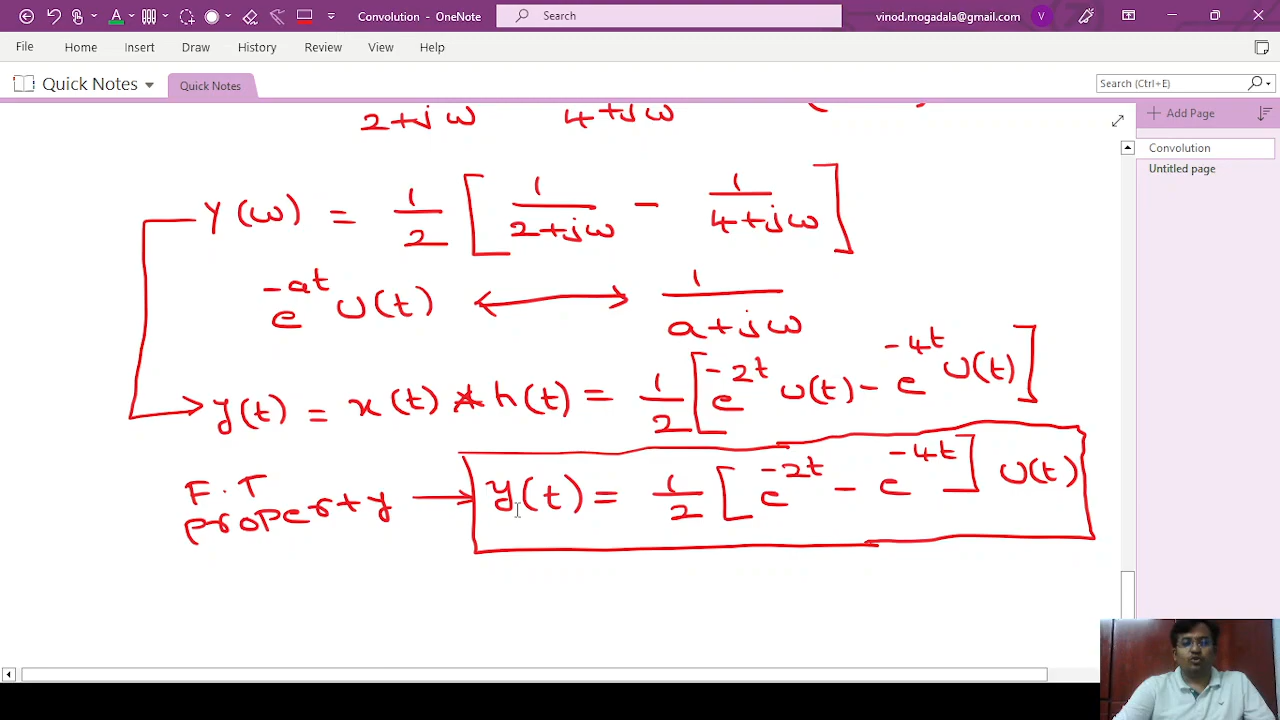 Convolution - OneNote
Search
vinod.mogadala@gmail.com
V
File Home Insert Draw History Review View Help
Quick Notes
Quick Notes
Search (Ctrl+E)
Add Page
Convolution
Untitled page
2+jω 4+jω
Y(ω) = 1/2 [ 1/(2+jω) - 1/(4+jω) ]
e^-at U(t) ⟷ 1/(a+jω)
y(t) = x(t) * h(t) = 1/2 [ e^-2t U(t) - e^-4t U(t) ]
F.T
property → y(t) = 1/2 [ e^-2t - e^-4t ] U(t)